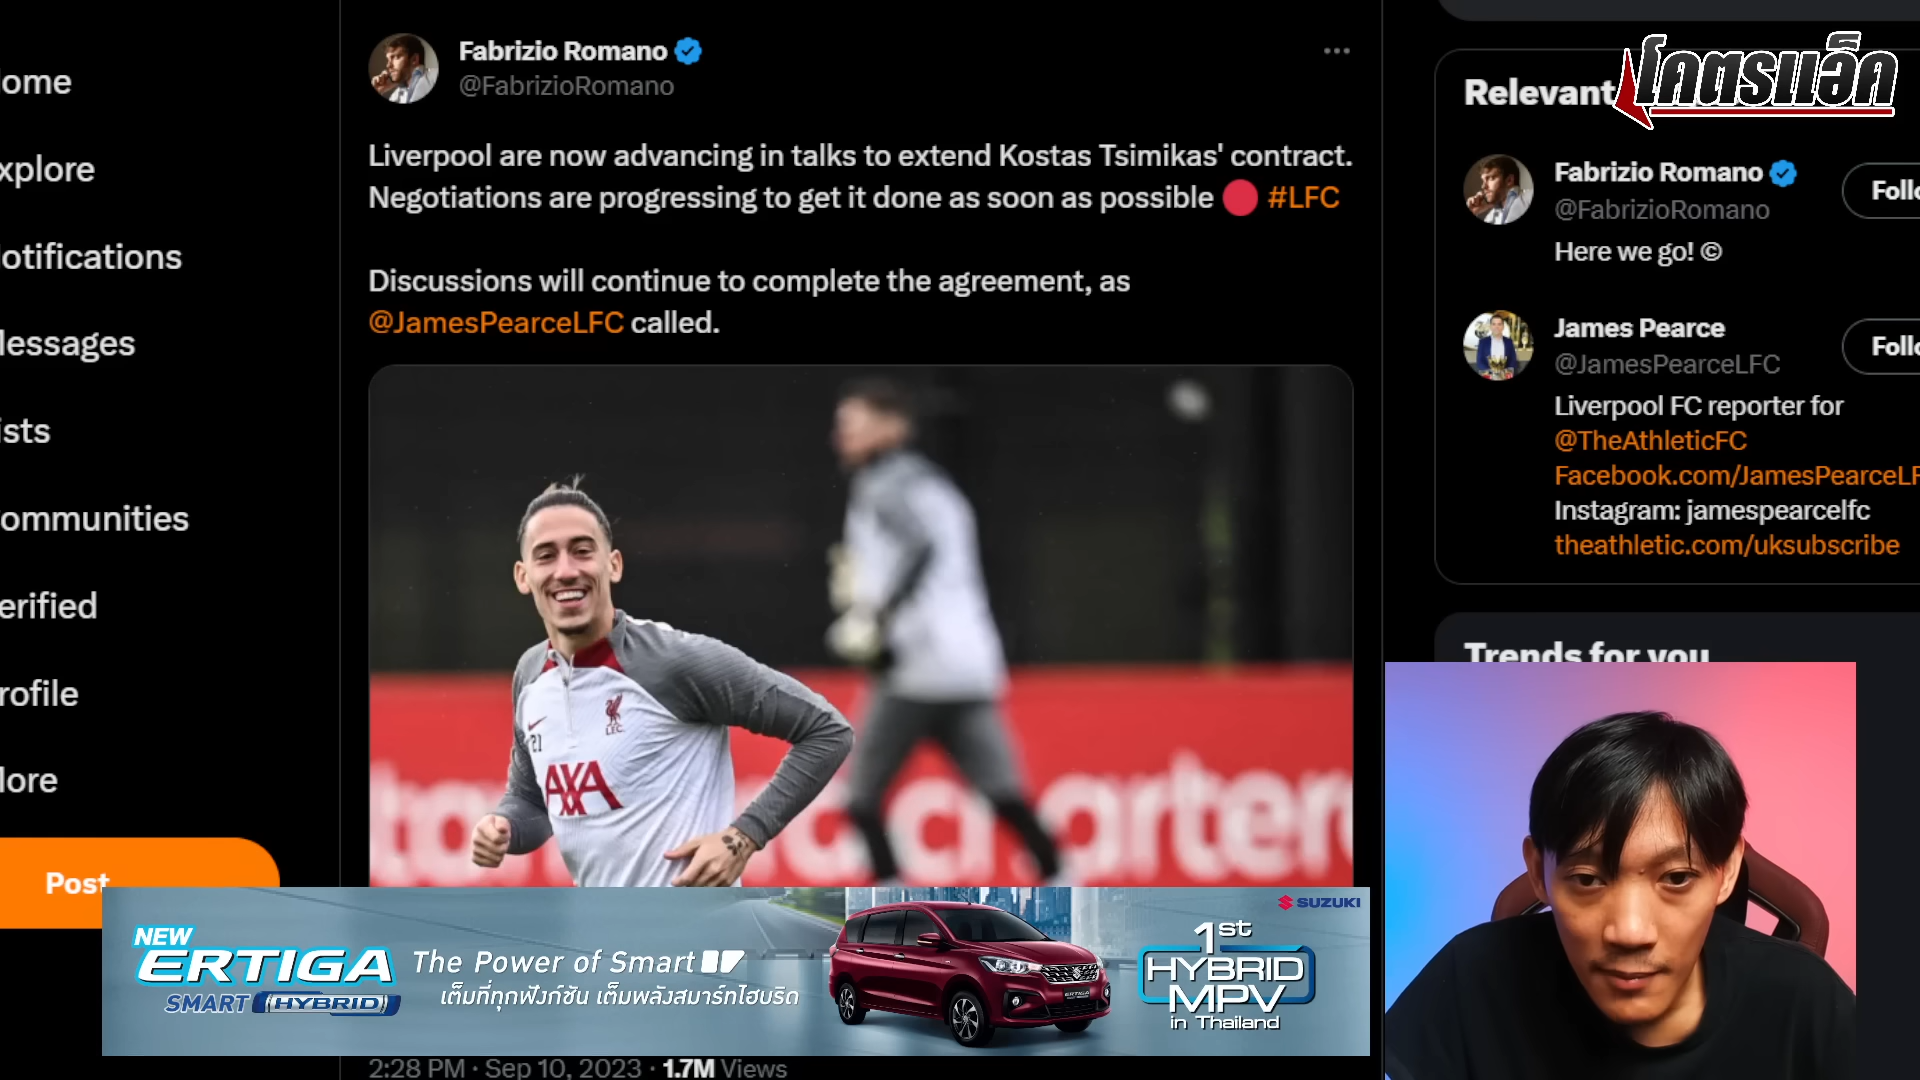 ome
xplore
otifications
essages
ists
ommunities
erified
rofile
ore
Post
Fabrizio Romano
@FabrizioRomano
Liverpool are now advancing in talks to extend Kostas Tsimikas' contract.
Negotiations are progressing to get it done as soon as possible 🔴 #LFC
Discussions will continue to complete the agreement, as
@JamesPearceLFC called.
21
LFC
AXA
NEW
ERTIGA
SMART HYBRID
The Power of Smart
เต็มที่ทุกฟังก์ชัน เต็มพลังสมาร์ทไฮบริด
SUZUKI
1st
HYBRID
MPV
in Thailand
2:28 PM · Sep 10, 2023 · 1.7M Views
Relevant
โคตรแอ็ค
Fabrizio Romano
@FabrizioRomano
Follo
Here we go! ©
James Pearce
@JamesPearceLFC
Follo
Liverpool FC reporter for
@TheAthleticFC
Facebook.com/JamesPearceLF
Instagram: jamespearcelfc
theathletic.com/uksubscribe
Trends for you